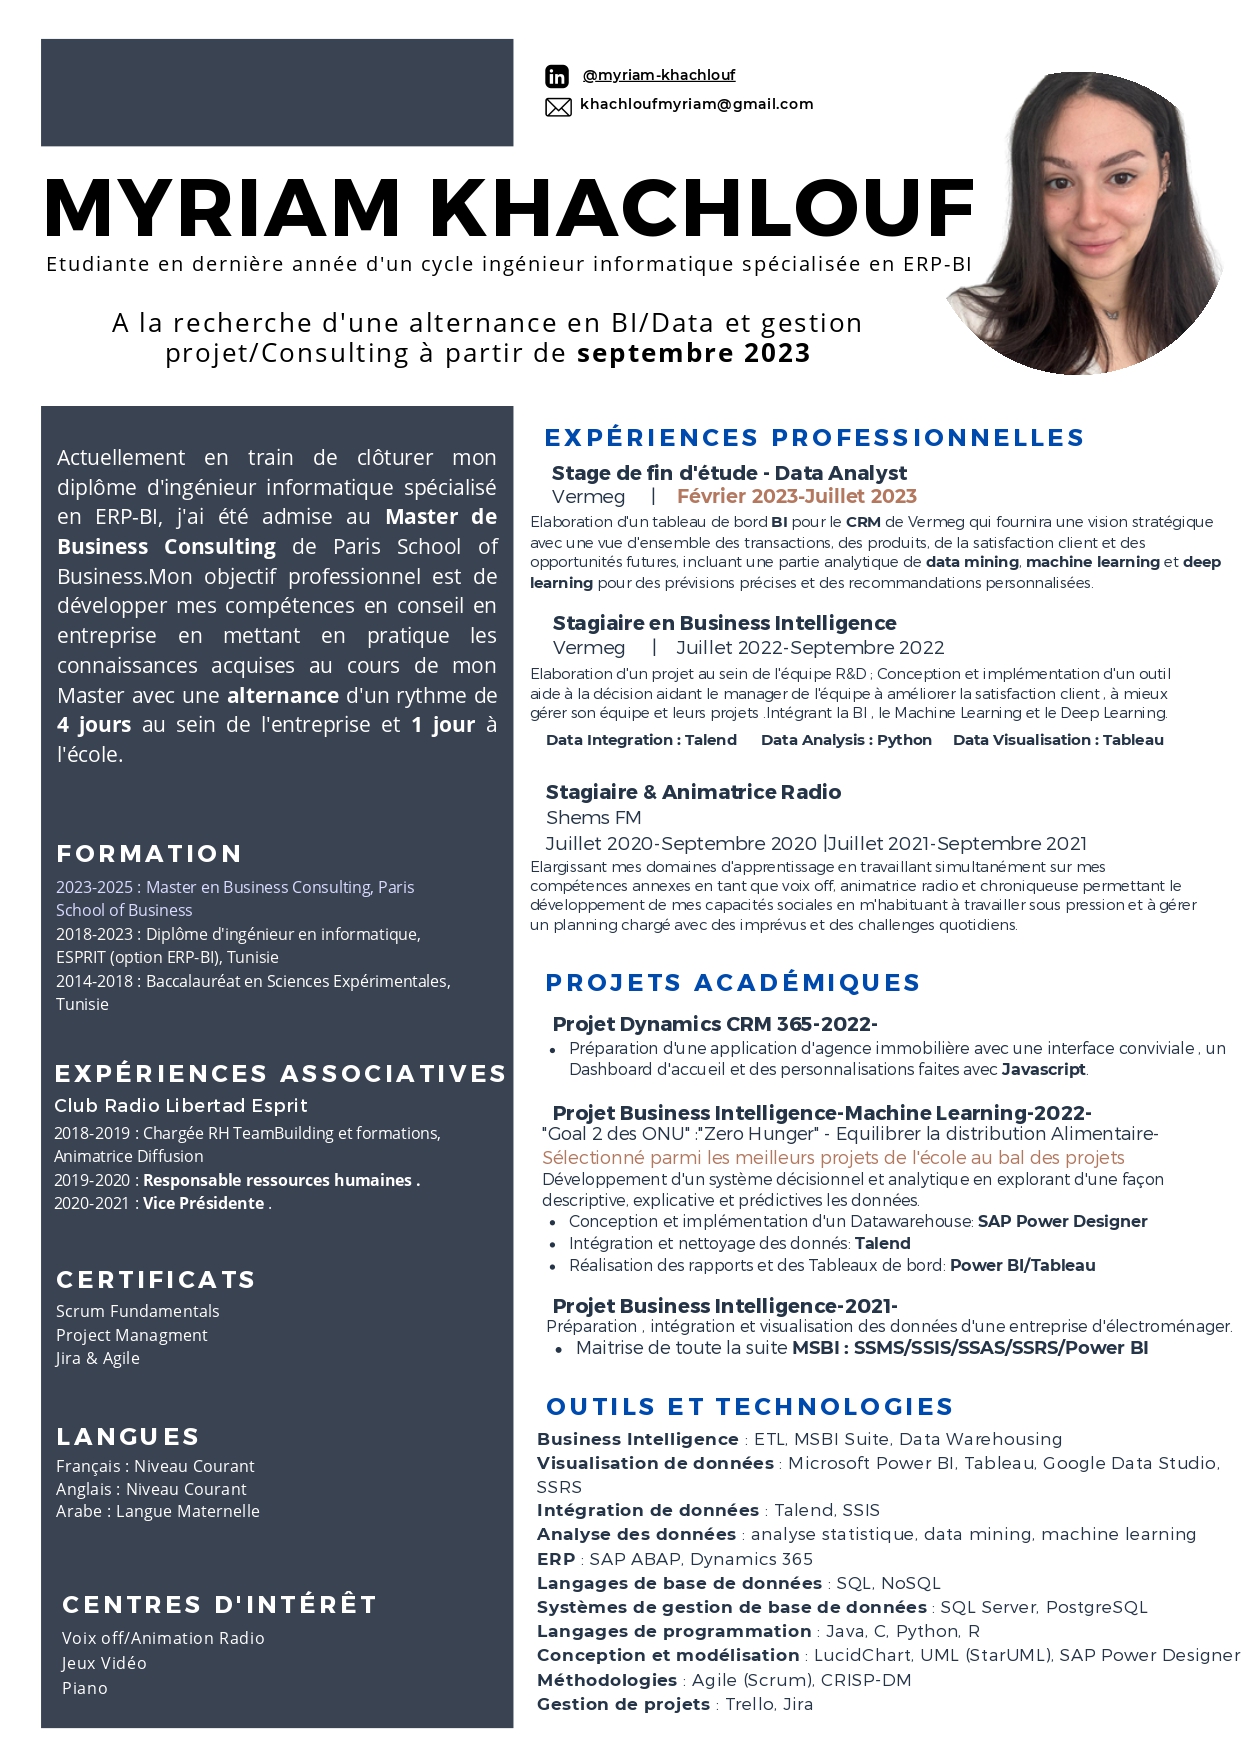 @myriam-khachlouf
khachloufmyriam@gmail.com
MYRIAM KHACHLOUF
Etudiante en dernière année d'un cycle ingénieur informatique spécialisée en ERP-BI
A la recherche d'une alternance en BI/Data et gestion
projet/Consulting à partir de septembre 2023
Actuellement en train de clôturer mon
diplôme d'ingénieur informatique spécialisé
en ERP-BI, j'ai été admise au Master de
Business Consulting de Paris School of
Business.Mon objectif professionnel est de
développer mes compétences en conseil en
entreprise en mettant en pratique les
connaissances acquises au cours de mon
Master avec une alternance d'un rythme de
4 jours au sein de l'entreprise et 1 jour à
l'école.
FORMATION
2023-2025 : Master en Business Consulting, Paris
School of Business
2018-2023 : Diplôme d'ingénieur en informatique,
ESPRIT (option ERP-BI), Tunisie
2014-2018 : Baccalauréat en Sciences Expérimentales,
Tunisie
EXPÉRIENCES ASSOCIATIVES
Club Radio Libertad Esprit
2018-2019 : Chargée RH TeamBuilding et formations,
Animatrice Diffusion
2019-2020 : Responsable ressources humaines .
2020-2021 : Vice Présidente .
CERTIFICATS
Scrum Fundamentals
Project Managment
Jira & Agile
LANGUES
Français : Niveau Courant
Anglais : Niveau Courant
Arabe : Langue Maternelle
CENTRES D'INTÉRÊT
Voix off/Animation Radio
Jeux Vidéo
Piano
EXPÉRIENCES PROFESSIONNELLES
Stage de fin d'étude - Data Analyst
Vermeg | Février 2023-Juillet 2023
Elaboration d'un tableau de bord BI pour le CRM de Vermeg qui fournira une vision stratégique
avec une vue d'ensemble des transactions, des produits, de la satisfaction client et des
opportunités futures, incluant une partie analytique de data mining, machine learning et deep
learning pour des prévisions précises et des recommandations personnalisées.
Stagiaire en Business Intelligence
Vermeg | Juillet 2022-Septembre 2022
Elaboration d'un projet au sein de l'équipe R&D ; Conception et implémentation d'un outil
aide à la décision aidant le manager de l'équipe à améliorer la satisfaction client , à mieux
gérer son équipe et leurs projets .Intégrant la BI , le Machine Learning et le Deep Learning.
Data Integration : Talend Data Analysis : Python Data Visualisation : Tableau
Stagiaire & Animatrice Radio
Shems FM
Juillet 2020-Septembre 2020 |Juillet 2021-Septembre 2021
Elargissant mes domaines d'apprentissage en travaillant simultanément sur mes
compétences annexes en tant que voix off, animatrice radio et chroniqueuse permettant le
développement de mes capacités sociales en m'habituant à travailler sous pression et à gérer
un planning chargé avec des imprévus et des challenges quotidiens.
PROJETS ACADÉMIQUES
Projet Dynamics CRM 365-2022-
• Préparation d'une application d'agence immobilière avec une interface conviviale , un
Dashboard d'accueil et des personnalisations faites avec Javascript.
Projet Business Intelligence-Machine Learning-2022-
"Goal 2 des ONU" :"Zero Hunger" - Equilibrer la distribution Alimentaire-
Sélectionné parmi les meilleurs projets de l'école au bal des projets
Développement d'un système décisionnel et analytique en explorant d'une façon
descriptive, explicative et prédictives les données.
• Conception et implémentation d'un Datawarehouse: SAP Power Designer
• Intégration et nettoyage des donnés: Talend
• Réalisation des rapports et des Tableaux de bord: Power BI/Tableau
Projet Business Intelligence-2021-
Préparation , intégration et visualisation des données d'une entreprise d'électroménager.
• Maitrise de toute la suite MSBI : SSMS/SSIS/SSAS/SSRS/Power BI
OUTILS ET TECHNOLOGIES
Business Intelligence : ETL, MSBI Suite, Data Warehousing
Visualisation de données : Microsoft Power BI, Tableau, Google Data Studio,
SSRS
Intégration de données : Talend, SSIS
Analyse des données : analyse statistique, data mining, machine learning
ERP : SAP ABAP, Dynamics 365
Langages de base de données : SQL, NoSQL
Systèmes de gestion de base de données : SQL Server, PostgreSQL
Langages de programmation : Java, C, Python, R
Conception et modélisation : LucidChart, UML (StarUML), SAP Power Designer
Méthodologies : Agile (Scrum), CRISP-DM
Gestion de projets : Trello, Jira